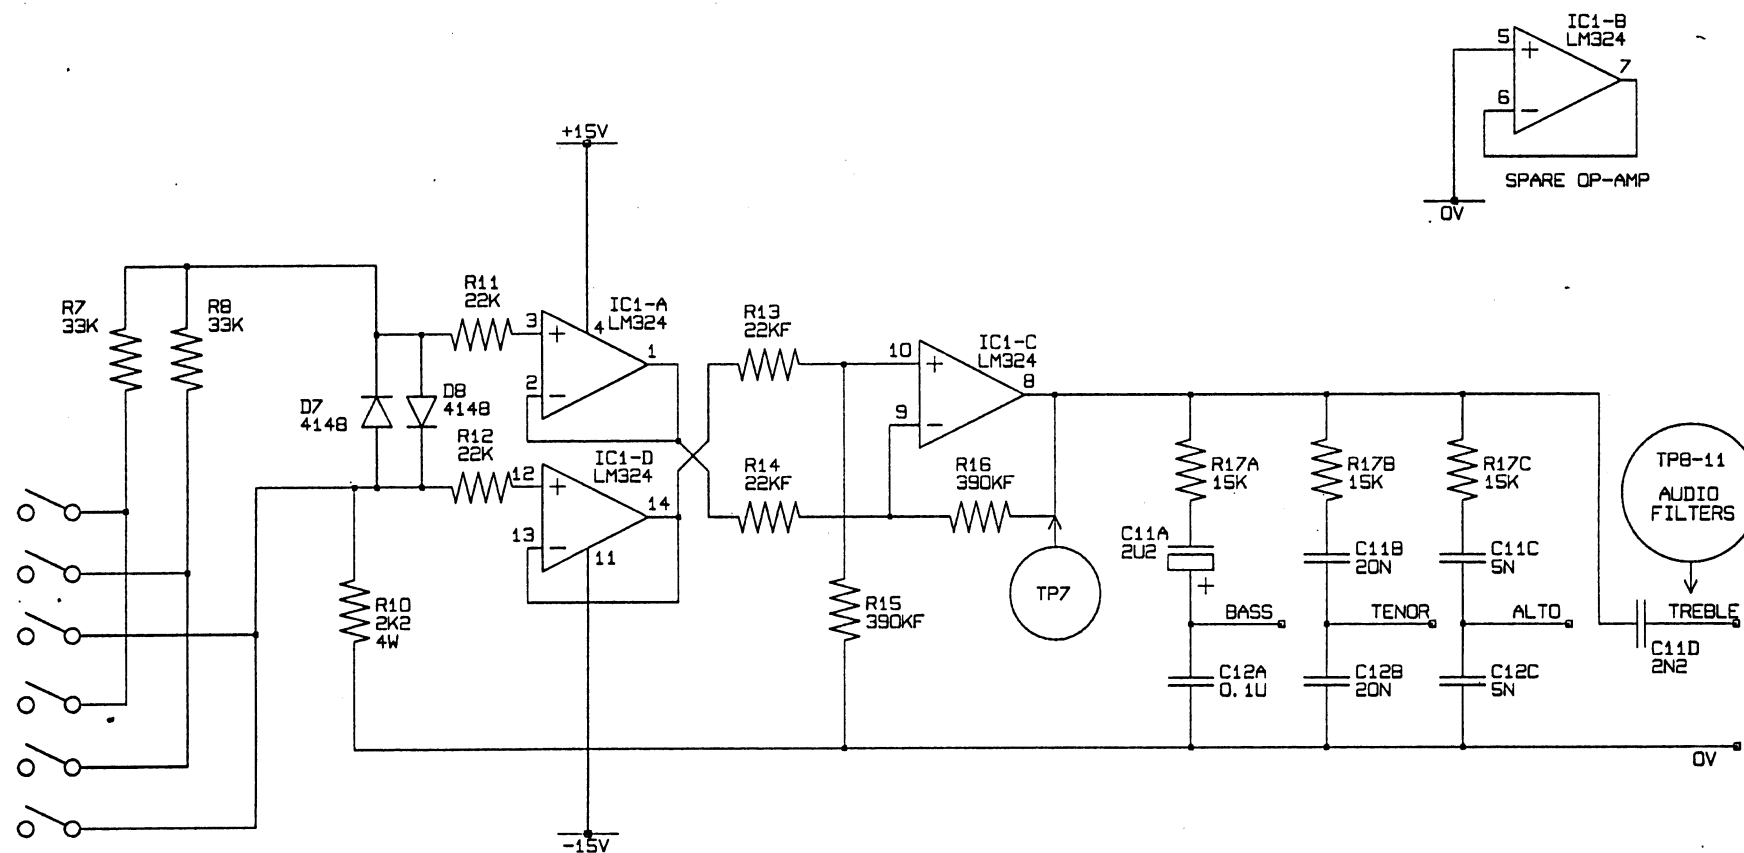 IC1-B
LM324
5
+
7
6
−
SPARE OP-AMP
0V
+15V
R7
33K
R8
33K
R11
22K
IC1-A
LM324
3
+
4
1
2
−
R13
22KF
IC1-C
LM324
10
+
8
9
−
D7
4148
D8
4148
R12
22K
IC1-D
LM324
12
+
14
13
−
11
R14
22KF
R16
390KF
R17A
15K
R17B
15K
R17C
15K
TP8-11
AUDIO
FILTERS
C11A
2U2
+
C11B
20N
C11C
5N
TP7
R10
2K2
4W
R15
390KF
BASS
TENOR
ALTO
TREBLE
C11D
2N2
C12A
0.1U
C12B
20N
C12C
5N
0V
-15V